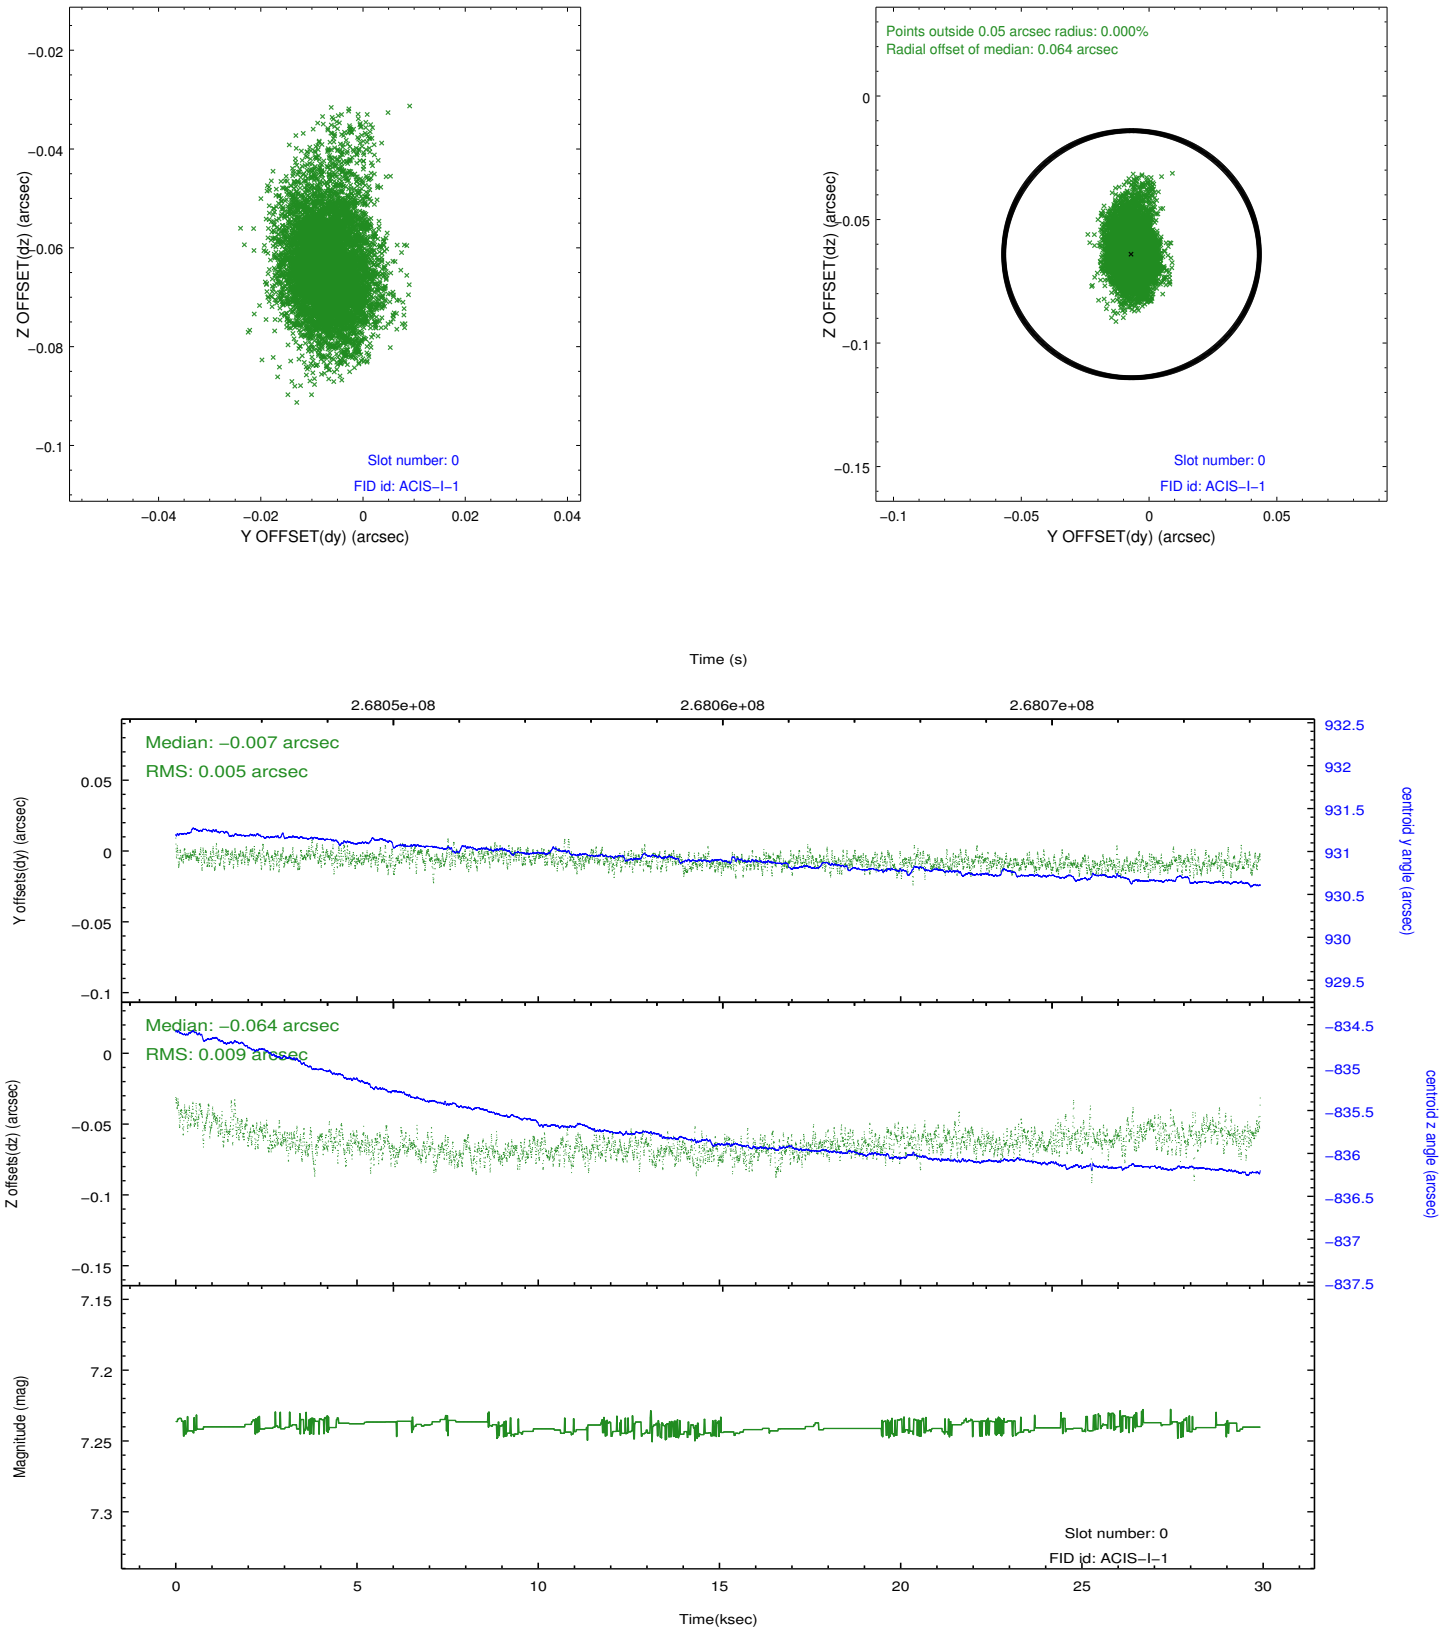 −0.02
−0.04
−0.06
−0.08
−0.1
Z OFFSET(dz) (arcsec)
Slot number: 0
FID id: ACIS−I−1
−0.04
−0.02
0
0.02
0.04
Y OFFSET(dy) (arcsec)
Points outside 0.05 arcsec radius: 0.000%
Radial offset of median: 0.064 arcsec
0
−0.05
−0.1
−0.15
Z OFFSET(dz) (arcsec)
Slot number: 0
FID id: ACIS−I−1
−0.1
−0.05
0
0.05
Y OFFSET(dy) (arcsec)
Time (s)
2.6805e+08
2.6806e+08
2.6807e+08
Median: −0.007 arcsec
RMS: 0.005 arcsec
0.05
0
−0.05
−0.1
Y offsets(dy) (arcsec)
932.5
932
931.5
931
930.5
930
929.5
centroid y angle (arcsec)
Median: −0.064 arcsec
RMS: 0.009 arcsec
0
−0.05
−0.1
−0.15
Z offsets(dz) (arcsec)
−834.5
−835
−835.5
−836
−836.5
−837
−837.5
centroid z angle (arcsec)
7.15
7.2
7.25
7.3
Magnitude (mag)
Slot number: 0
FID id: ACIS−I−1
0
5
10
15
20
25
30
Time(ksec)